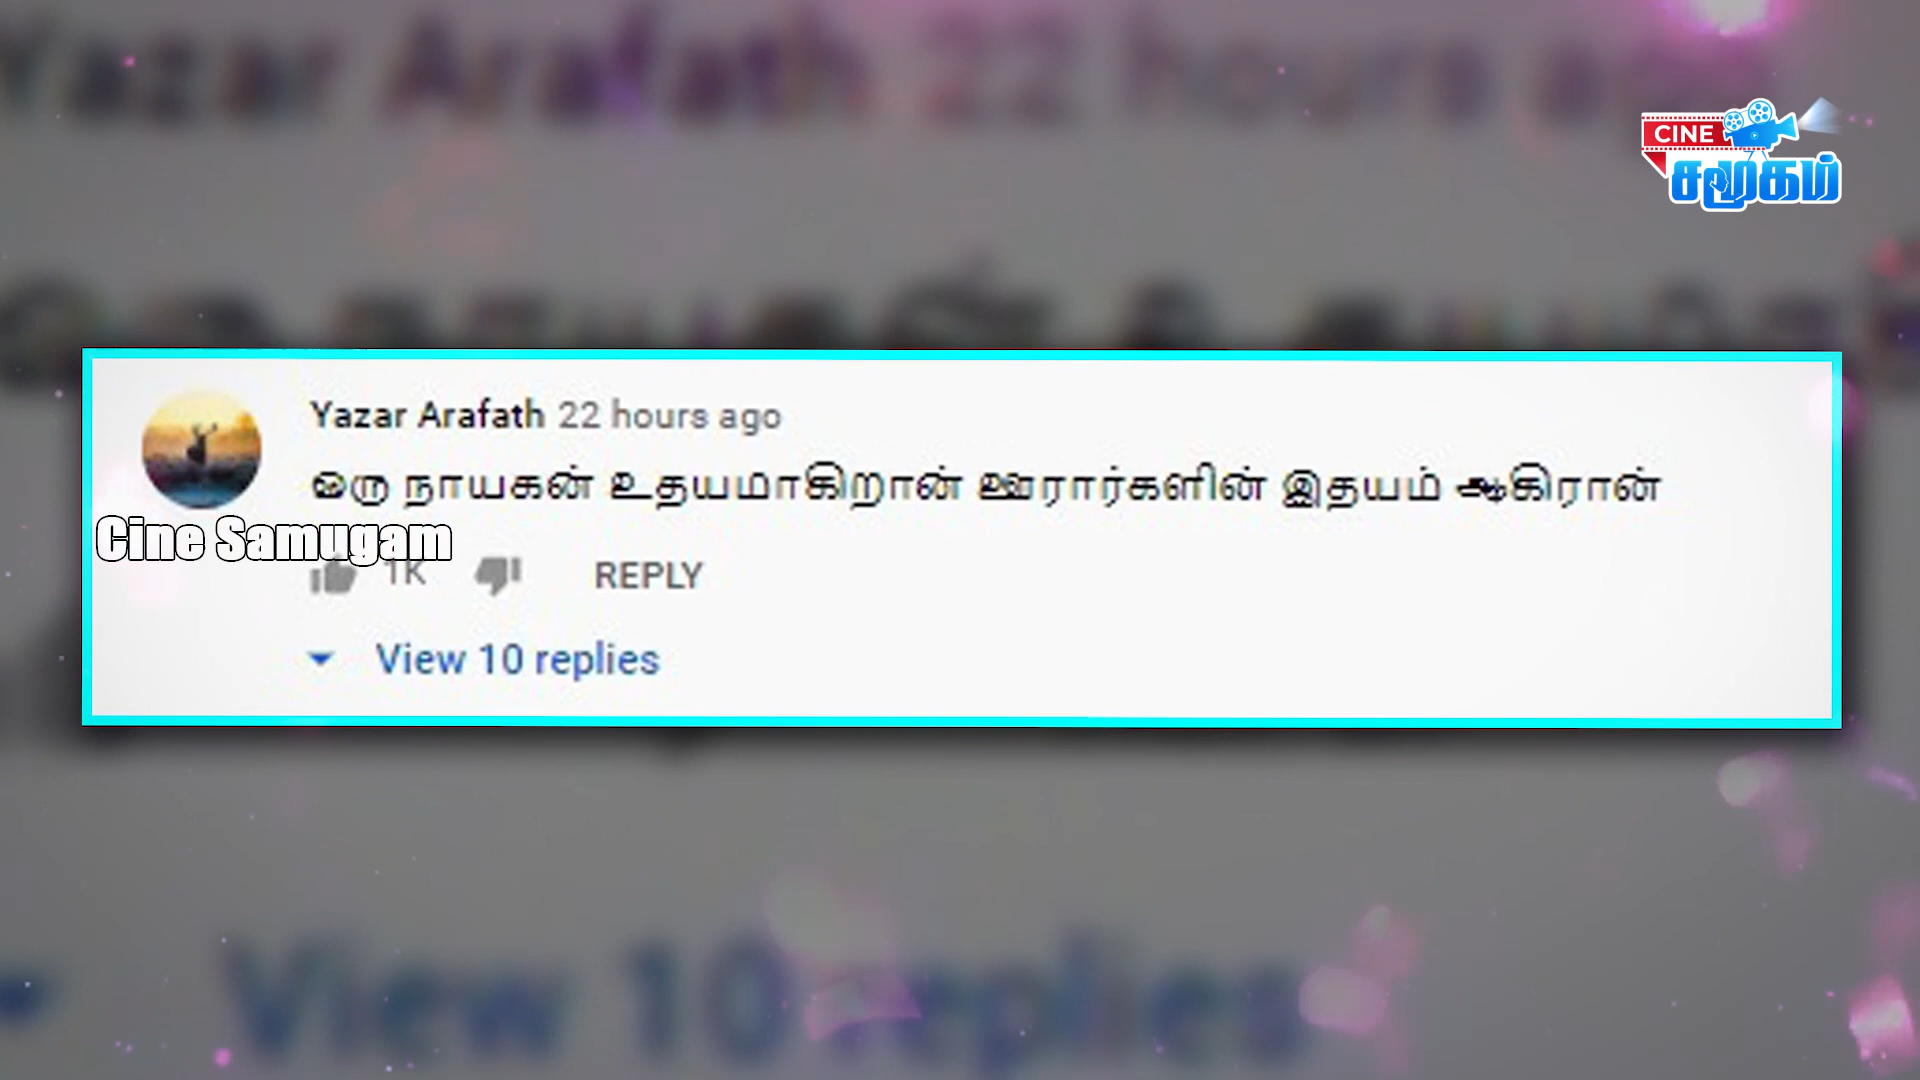 CINE
சமூகம்
Yazar Arafath 22 hours ago
ஒரு நாயகன் உதயமாகிறான் ஊரார்களின் இதயம் ஆகிரான்
Cine Samugam
1K REPLY
View 10 replies